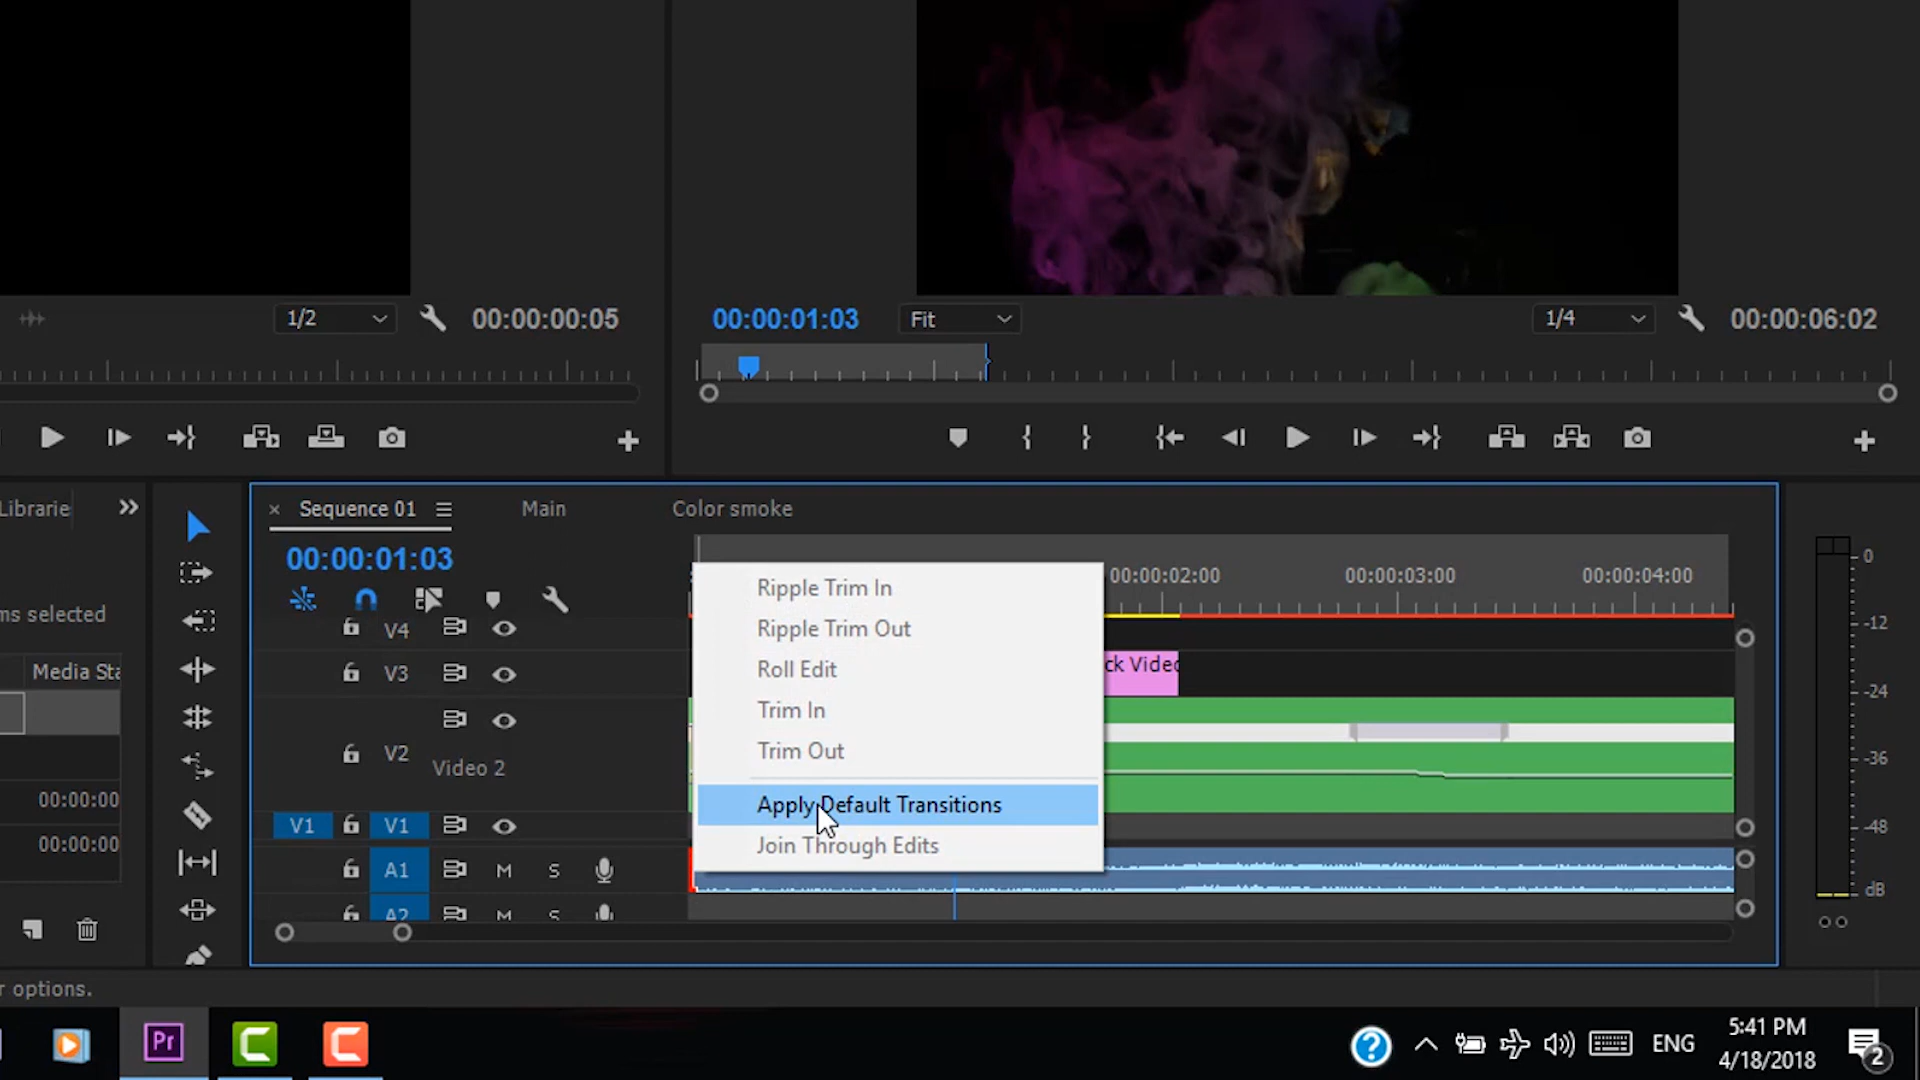 1/2
00:00:00:05
00:00:01:03
Fit
1/4
00:00:06:02
Librarie
Sequence 01
Main
Color smoke
00:00:01:03
00:00:02:00
00:00:03:00
00:00:04:00
ms selected
Media Sta
00:00:00
00:00:00
V4
V3
V2
Video 2
V1
V1
A1
M
S
A2
M
S
Ripple Trim In
Ripple Trim Out
Roll Edit
Trim In
Trim Out
Apply Default Transitions
Join Through Edits
ck Video
0
-12
-24
-36
-48
dB
r options.
Pr
ENG
5:41 PM
4/18/2018
2